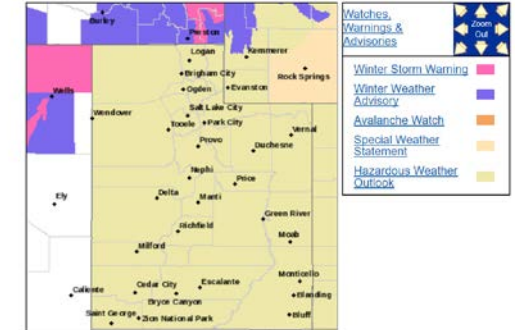 Burley
Preston
Logan
Kemmerer
Brigham City
Rock Springs
Ogden
Evanston
Wells
Wendover
Salt Lake City
Tooele
Park City
Provo
Vernal
Duchesne
Nephi
Price
Ely
Delta
Manti
Green River
Richfield
Moab
Milford
Monticello
Caliente
Cedar City
Escalante
Blanding
Bryce Canyon
Saint George
Zion National Park
Bluff
Watches,
Warnings &
Advisories
Zoom
Out
Winter Storm Warning
Winter Weather
Advisory
Avalanche Watch
Special Weather
Statement
Hazardous Weather
Outlook